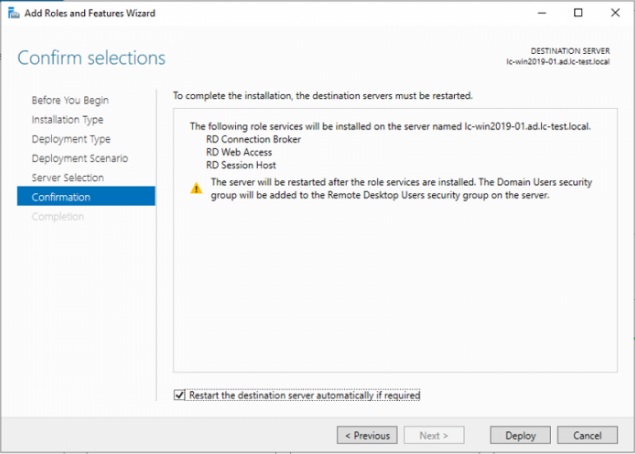 Add Roles and Features Wizard
Confirm selections
DESTINATION SERVER
lc-win2019-01.ad.lc-test.local
Before You Begin
Installation Type
Deployment Type
Deployment Scenario
Server Selection
Confirmation
Completion
To complete the installation, the destination servers must be restarted.
The following role services will be installed on the server named lc-win2019-01.ad.lc-test.local.
RD Connection Broker
RD Web Access
RD Session Host
The server will be restarted after the role services are installed. The Domain Users security
group will be added to the Remote Desktop Users security group on the server.
Restart the destination server automatically if required
< Previous
Next >
Deploy
Cancel